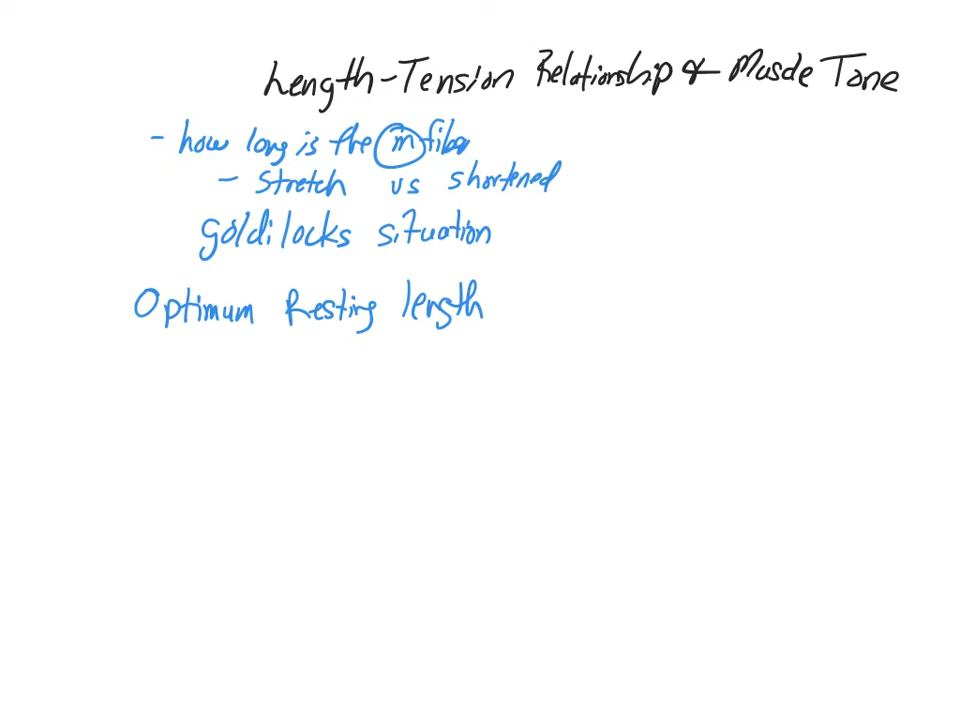 Length-Tension Relationship & Muscle Tone
- how long is the m fiber
- stretch vs shortened
goldilocks situation
Optimum Resting length